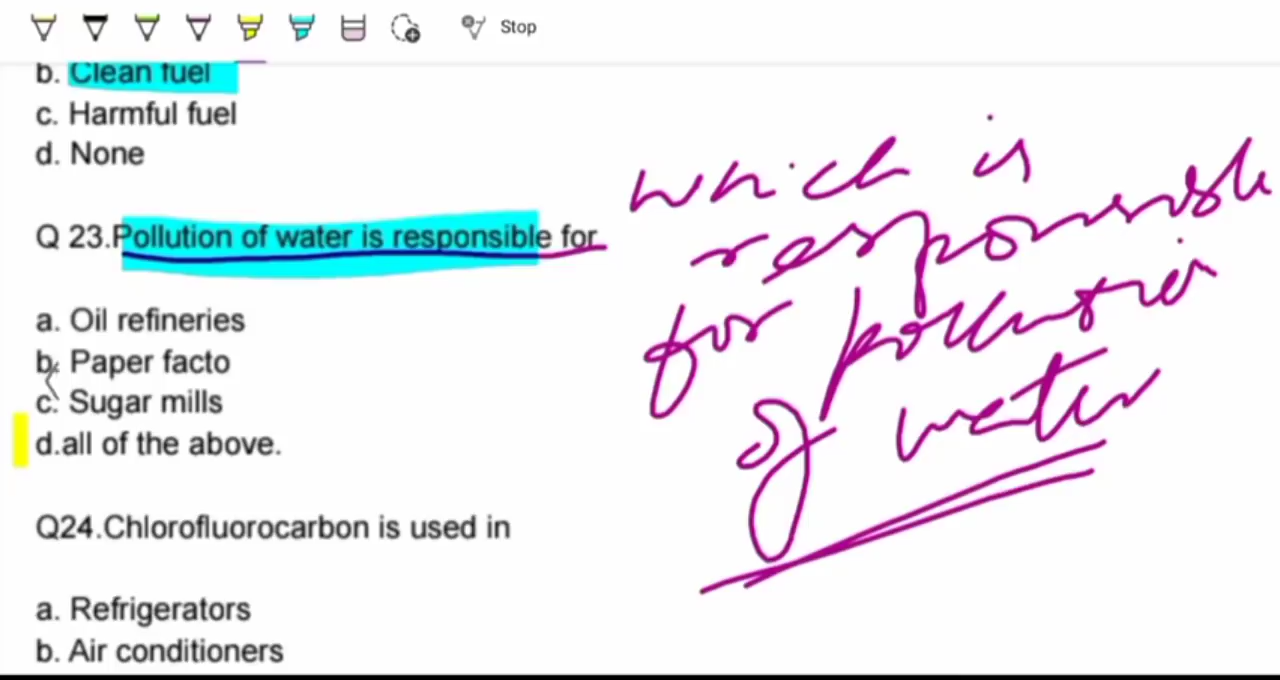 Stop
b. Clean fuel
c. Harmful fuel
d. None
Q 23.Pollution of water is responsible for
a. Oil refineries
b. Paper facto
c. Sugar mills
d.all of the above.
Q24.Chlorofluorocarbon is used in
a. Refrigerators
b. Air conditioners
which is
responsible
for pollution
of water